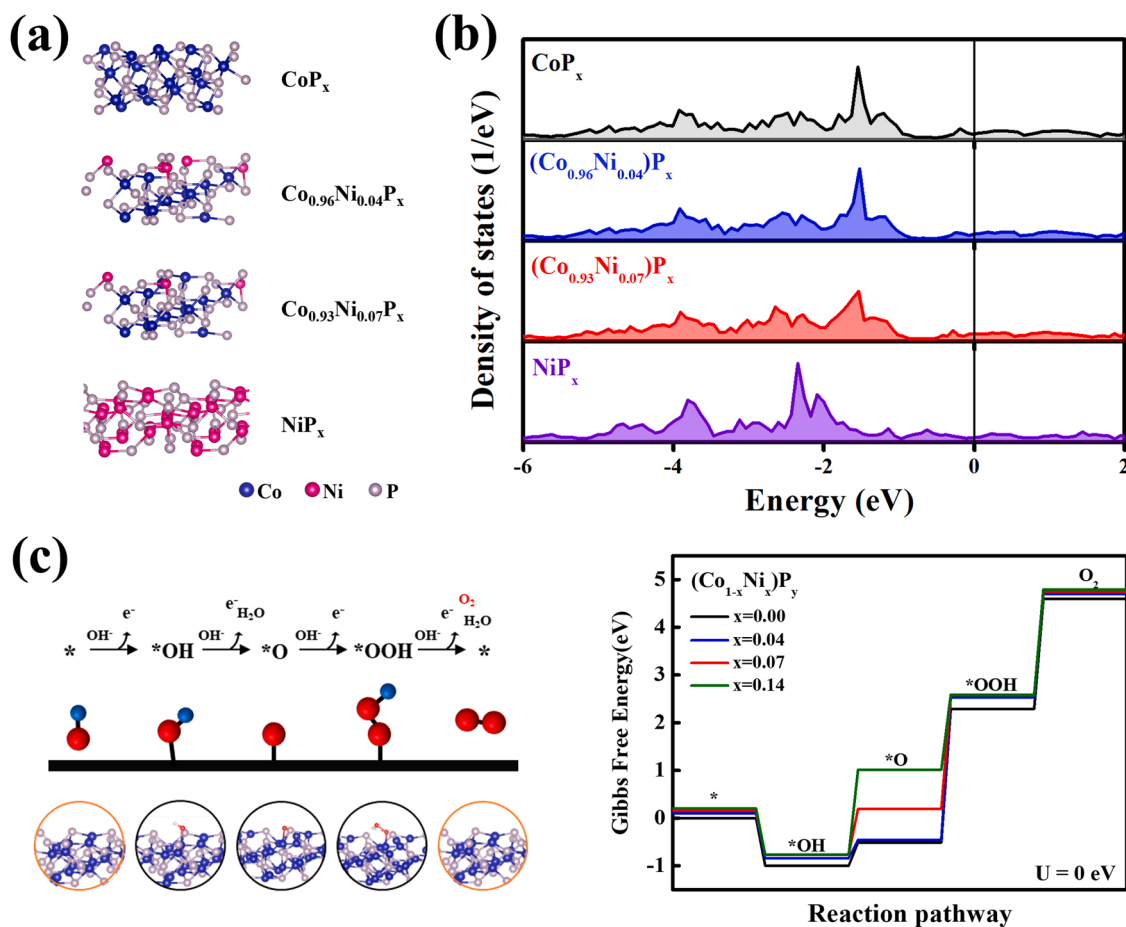 (a)
CoPx
Co0.96Ni0.04Px
Co0.93Ni0.07Px
NiPx
Co Ni P
(b)
Density of states (1/eV)
CoPx
(Co0.96Ni0.04)Px
(Co0.93Ni0.07)Px
NiPx
-6 -4 -2 0 2
Energy (eV)
(c)
e- e- H2O e- e- O2 H2O
OH- OH- OH- OH-
* *OH *O *OOH *
Gibbs Free Energy(eV)
5
4
3
2
1
0
-1
(Co1-xNix)Py
x=0.00
x=0.04
x=0.07
x=0.14
O2
*OOH
*O
*
*OH
U = 0 eV
Reaction pathway